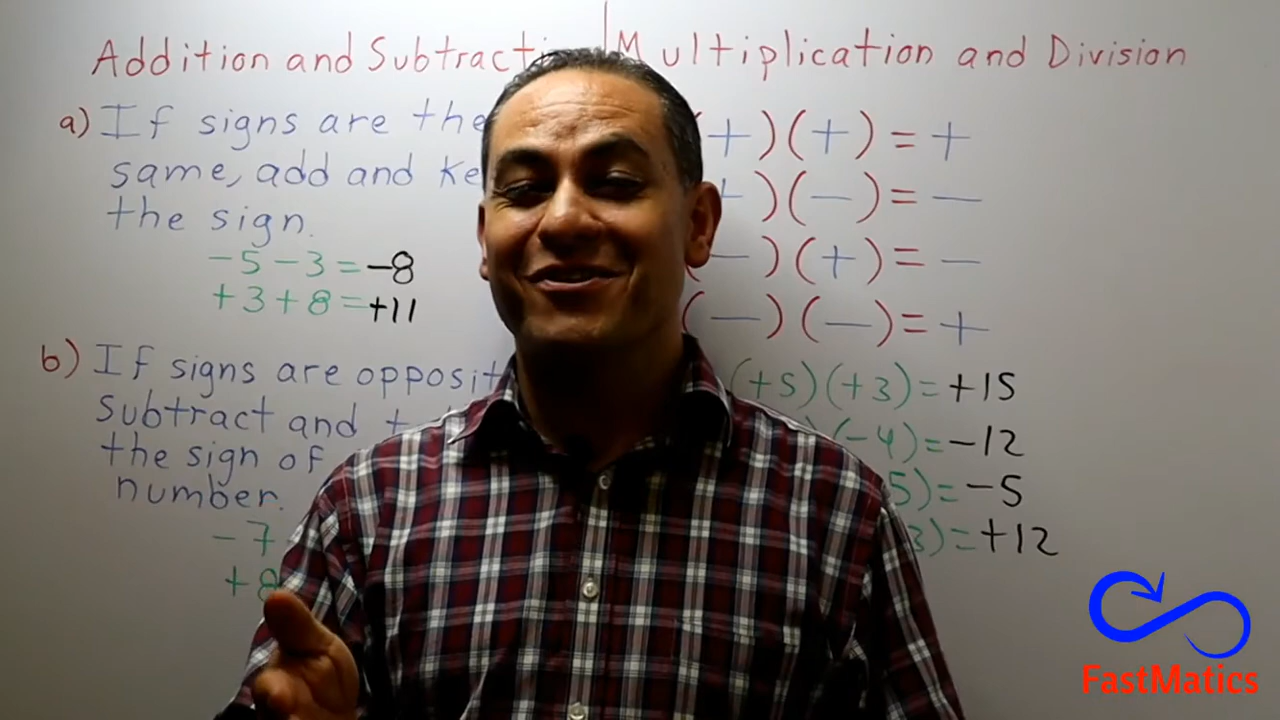 Addition and Subtracti
Multiplication and Division
a) If signs are the
same, add and ke
the sign.
-5-3=-8
+3+8=+11
b) If signs are opposit
subtract and t
the sign of
number.
-7
+8
(+)(+)=+
)(-)=-
(-)(+)=-
(-)(-)=+
(+5)(+3)=+15
(-4)=-12
5)=-5
3)=+12
FastMatics